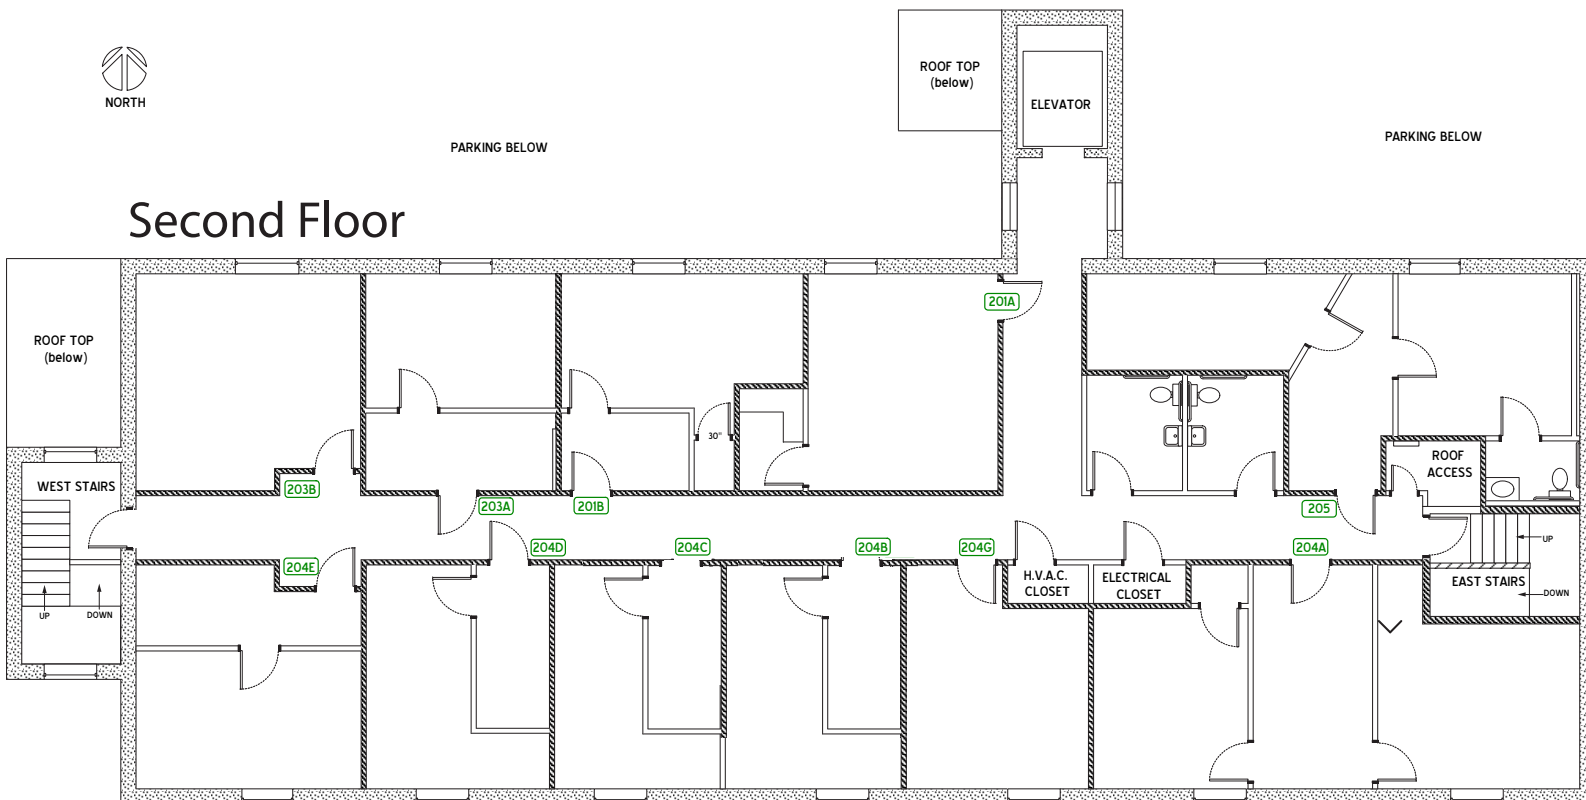 ROOF TOP
(below)
ELEVATOR
NORTH
PARKING BELOW
PARKING BELOW
Second Floor
201A
ROOF TOP
(below)
30"
ROOF
ACCESS
WEST STAIRS
203B
203A
201B
205
204D
204C
204B
204G
204A
UP
204E
H.V.A.C.
CLOSET
ELECTRICAL
CLOSET
EAST STAIRS
DOWN
UP
DOWN